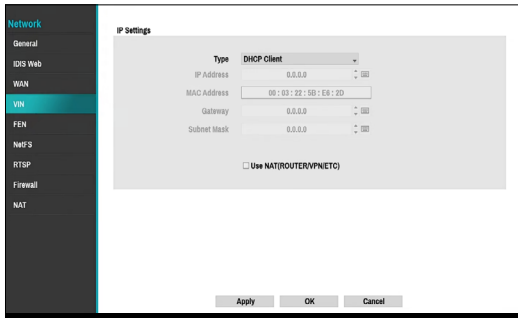 Network
General
IDIS Web
WAN
VIN
FEN
NetFS
RTSP
Firewall
NAT
IP Settings
Type DHCP Client
IP Address 0.0.0.0
MAC Address 00 : 03 : 22 : 5B : E6 : 2D
Gateway 0.0.0.0
Subnet Mask 0.0.0.0
Use NAT(ROUTER/VPN/ETC)
Apply OK Cancel